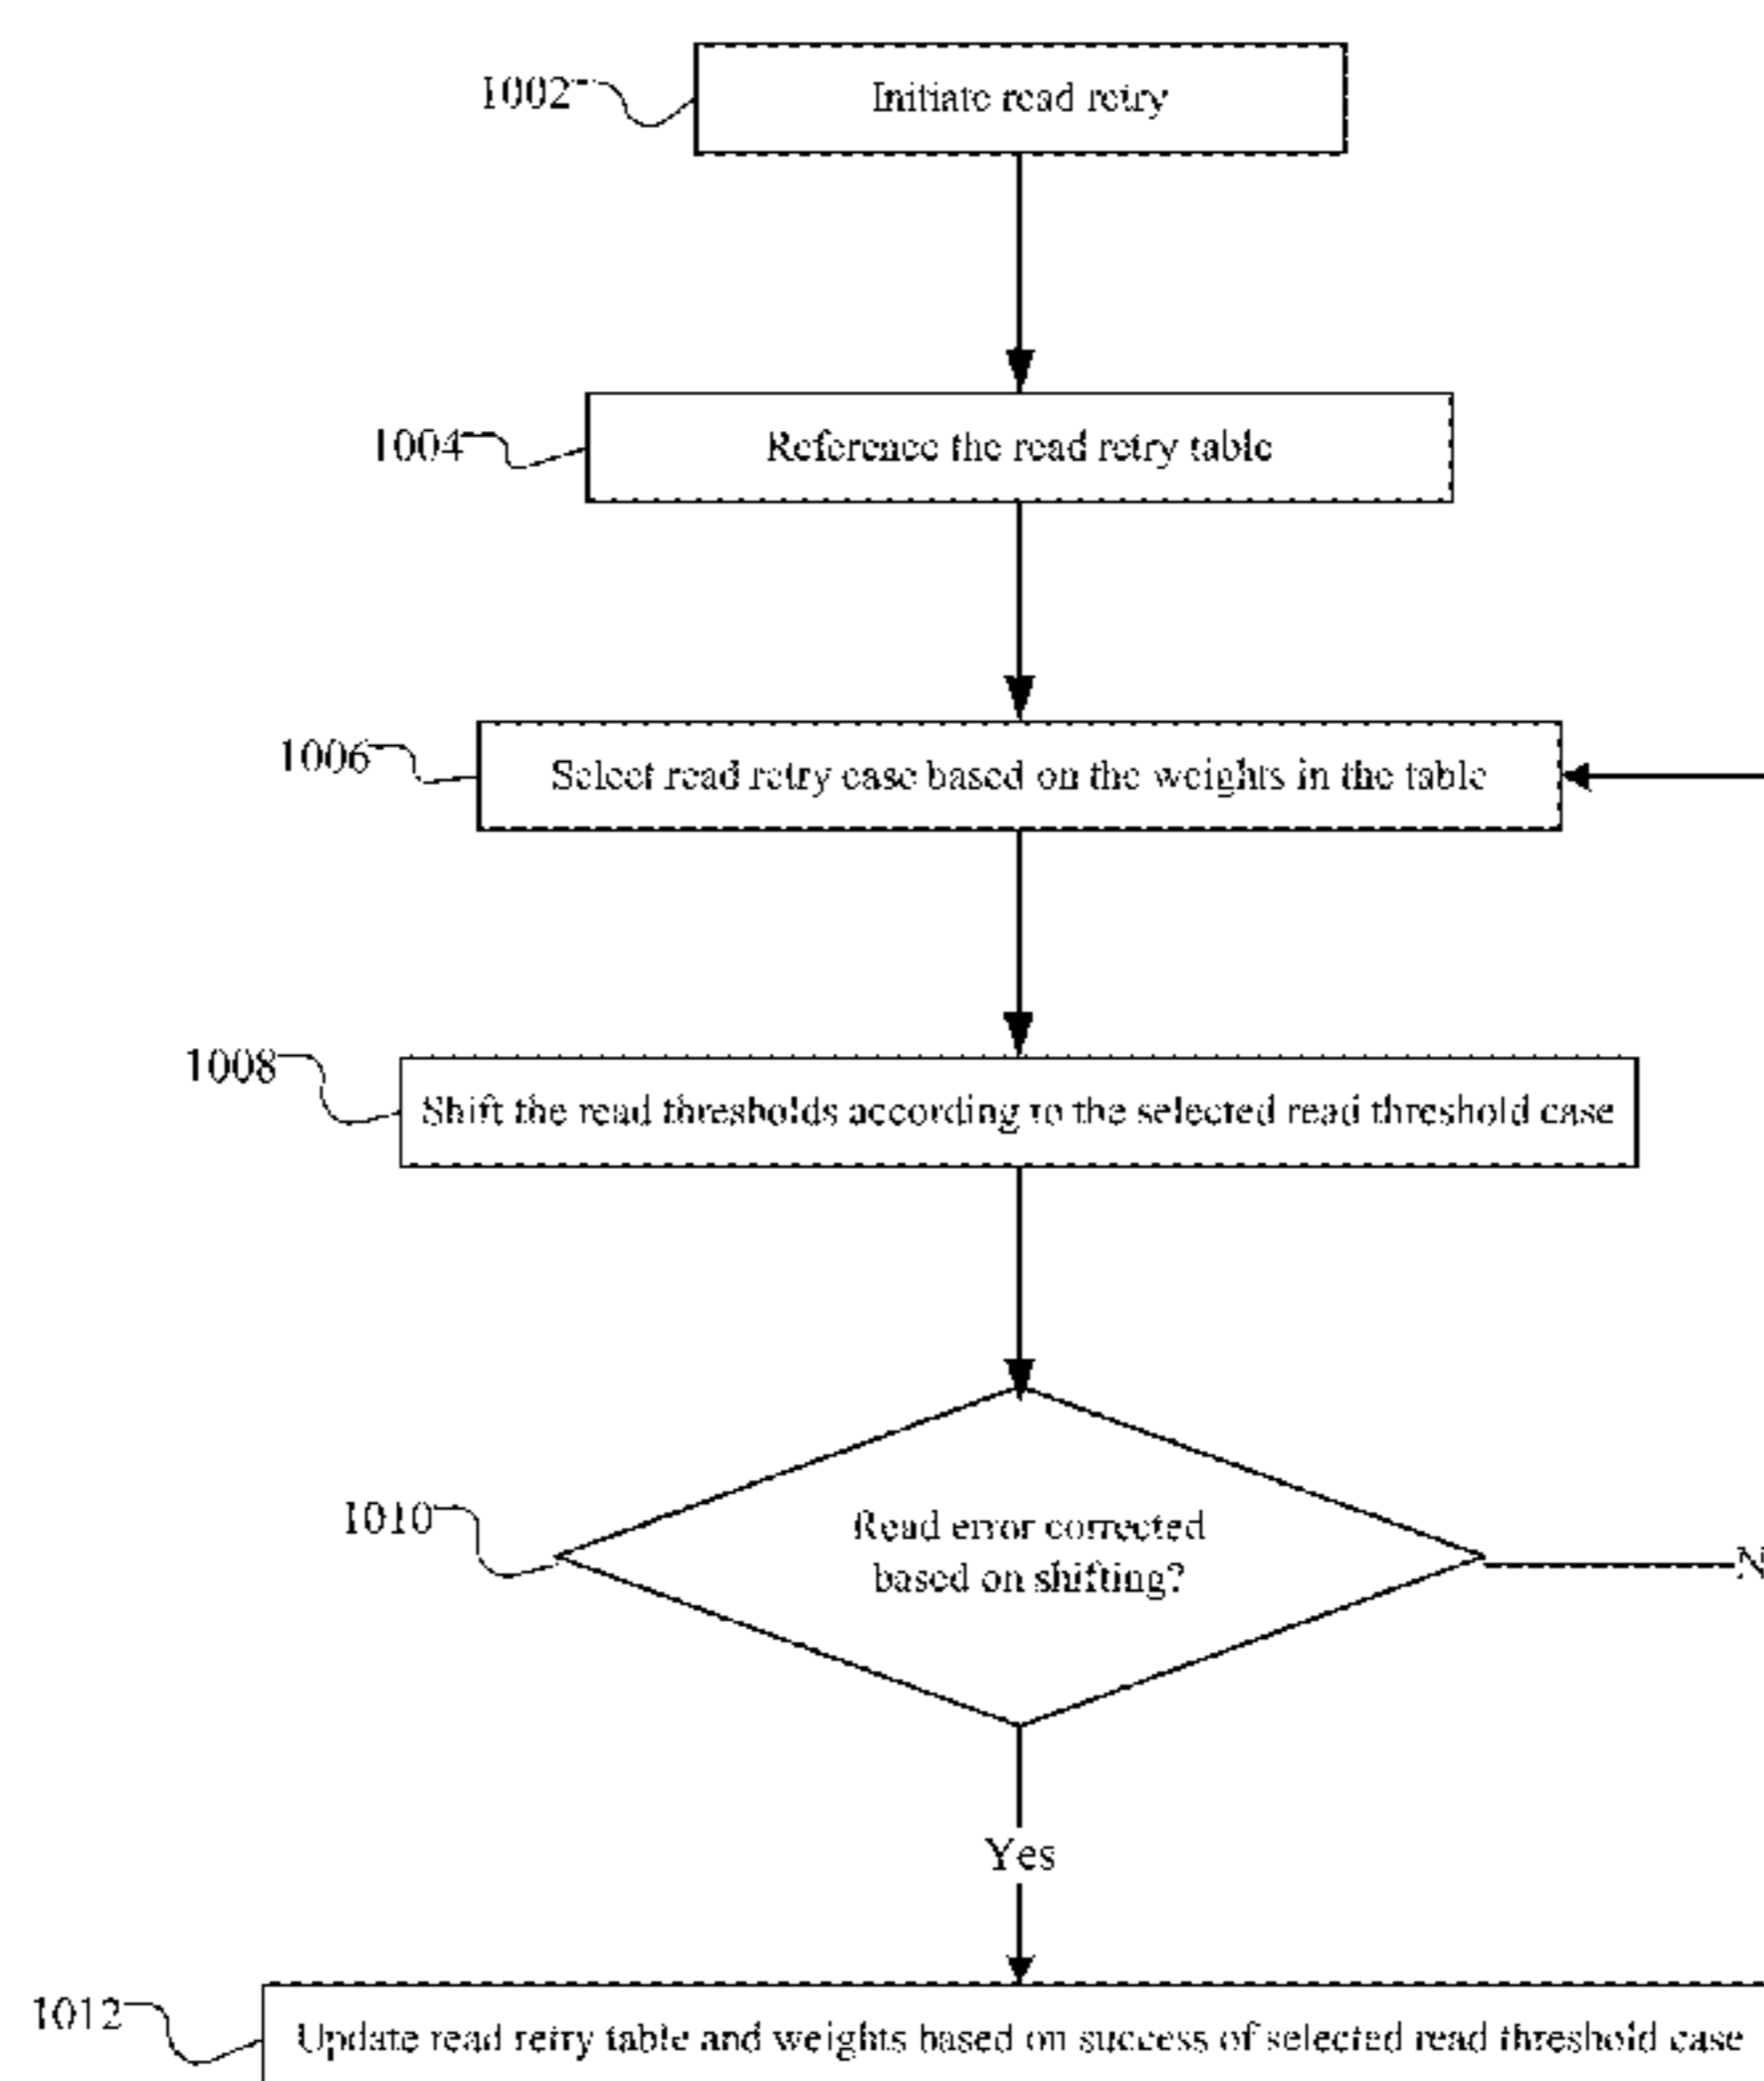 1002
Initiate read retry
1004
Reference the read retry table
1006
Select read retry case based on the weights in the table
1008
Shift the read thresholds according to the selected read threshold case
1010
Read error corrected
based on shifting?
Yes
1012
Update read retry table and weights based on success of selected read threshold case